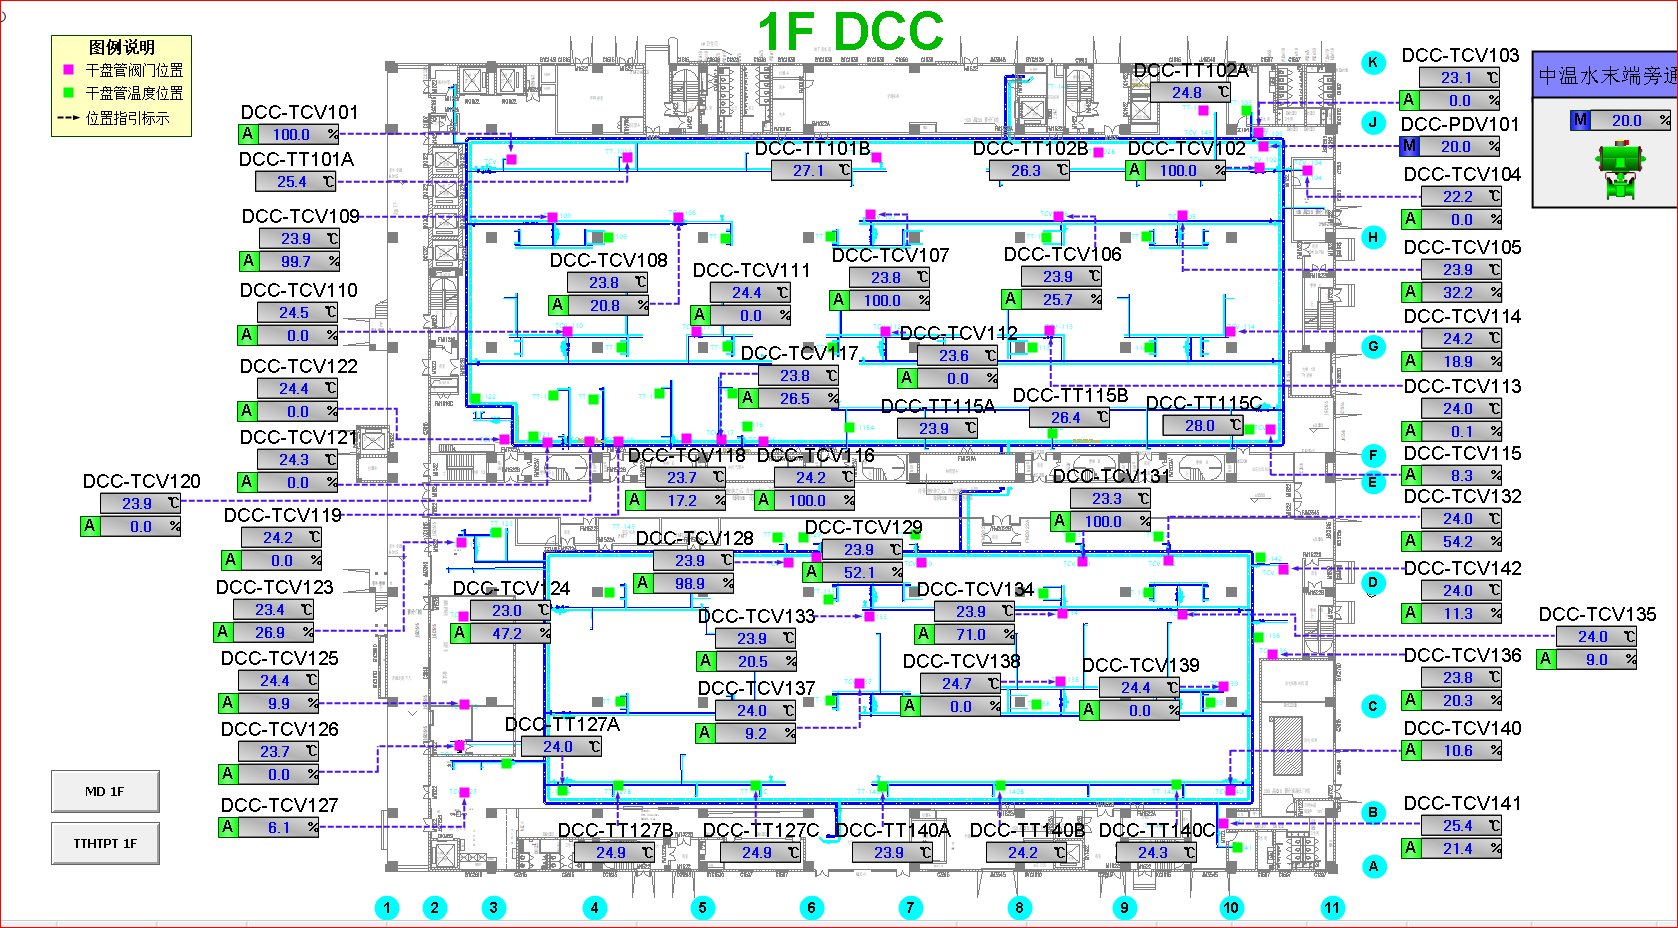 1F DCC
图例说明
干盘管阀门位置
干盘管温度位置
位置指引标示
DCC-TCV101
A 100.0 %
DCC-TT101A
25.4 ℃
DCC-TCV109
23.9 ℃
A 99.7 %
DCC-TCV110
24.5 ℃
A 0.0 %
DCC-TCV122
24.4 ℃
A 0.0 %
DCC-TCV121
24.3 ℃
A 0.0 %
DCC-TCV120
23.9 ℃
A 0.0 %
DCC-TCV119
24.2 ℃
A 0.0 %
DCC-TCV123
23.4 ℃
A 26.9 %
DCC-TCV125
24.4 ℃
A 9.9 %
DCC-TCV126
23.7 ℃
A 0.0 %
DCC-TCV127
A 6.1 %
MD 1F
TTHTPT 1F
DCC-TT102A
24.8 ℃
DCC-TT101B
27.1 ℃
DCC-TT102B
26.3 ℃
DCC-TCV102
A 100.0 %
DCC-TCV108
23.8 ℃
A 20.8 %
DCC-TCV111
24.4 ℃
A 0.0 %
DCC-TCV107
23.8 ℃
A 100.0 %
DCC-TCV106
23.9 ℃
A 25.7 %
DCC-TCV117
23.8 ℃
A 26.5 %
DCC-TCV112
23.6 ℃
A 0.0 %
DCC-TT115A
23.9 ℃
DCC-TT115B
26.4 ℃
DCC-TT115C
28.0 ℃
DCC-TCV118
23.7 ℃
A 17.2 %
DCC-TCV116
24.2 ℃
A 100.0 %
DCC-TCV131
23.3 ℃
A 100.0 %
DCC-TCV128
23.9 ℃
A 98.9 %
DCC-TCV129
23.9 ℃
A 52.1 %
DCC-TCV124
23.0 ℃
A 47.2 %
DCC-TCV133
23.9 ℃
A 20.5 %
DCC-TCV134
23.9 ℃
A 71.0 %
DCC-TCV137
24.0 ℃
A 9.2 %
DCC-TCV138
24.7 ℃
A 0.0 %
DCC-TCV139
24.4 ℃
A 0.0 %
DCC-TT127A
24.0 ℃
DCC-TT127B
24.9 ℃
DCC-TT127C
24.9 ℃
DCC-TT140A
23.9 ℃
DCC-TT140B
24.2 ℃
DCC-TT140C
24.3 ℃
DCC-TCV103
23.1 ℃
A 0.0 %
DCC-PDV101
M 20.0 %
DCC-TCV104
22.2 ℃
A 0.0 %
DCC-TCV105
23.9 ℃
A 32.2 %
DCC-TCV114
24.2 ℃
A 18.9 %
DCC-TCV113
24.0 ℃
A 0.1 %
DCC-TCV115
A 8.3 %
DCC-TCV132
24.0 ℃
A 54.2 %
DCC-TCV142
24.0 ℃
A 11.3 %
DCC-TCV135
24.0 ℃
A 9.0 %
DCC-TCV136
23.8 ℃
A 20.3 %
DCC-TCV140
A 10.6 %
DCC-TCV141
25.4 ℃
A 21.4 %
中温水末端旁通
M 20.0 %
K
J
H
G
F
E
D
C
B
A
1 2 3 4 5 6 7 8 9 10 11